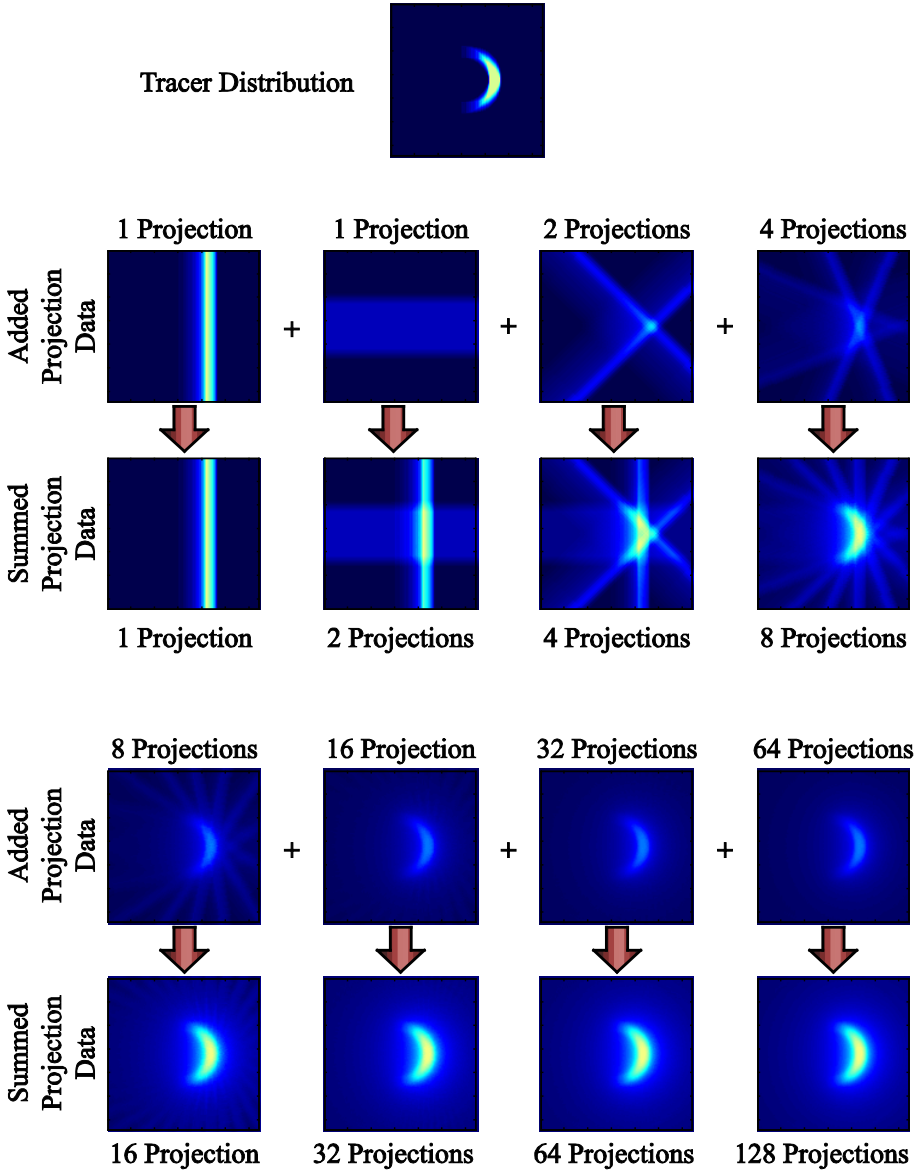 Tracer Distribution
1 Projection
1 Projection
2 Projections
4 Projections
Added
Projection
Data
+
+
+
Summed
Projection
Data
1 Projection
2 Projections
4 Projections
8 Projections
8 Projections
16 Projection
32 Projections
64 Projections
Added
Projection
Data
+
+
+
Summed
Projection
Data
16 Projection
32 Projections
64 Projections
128 Projections